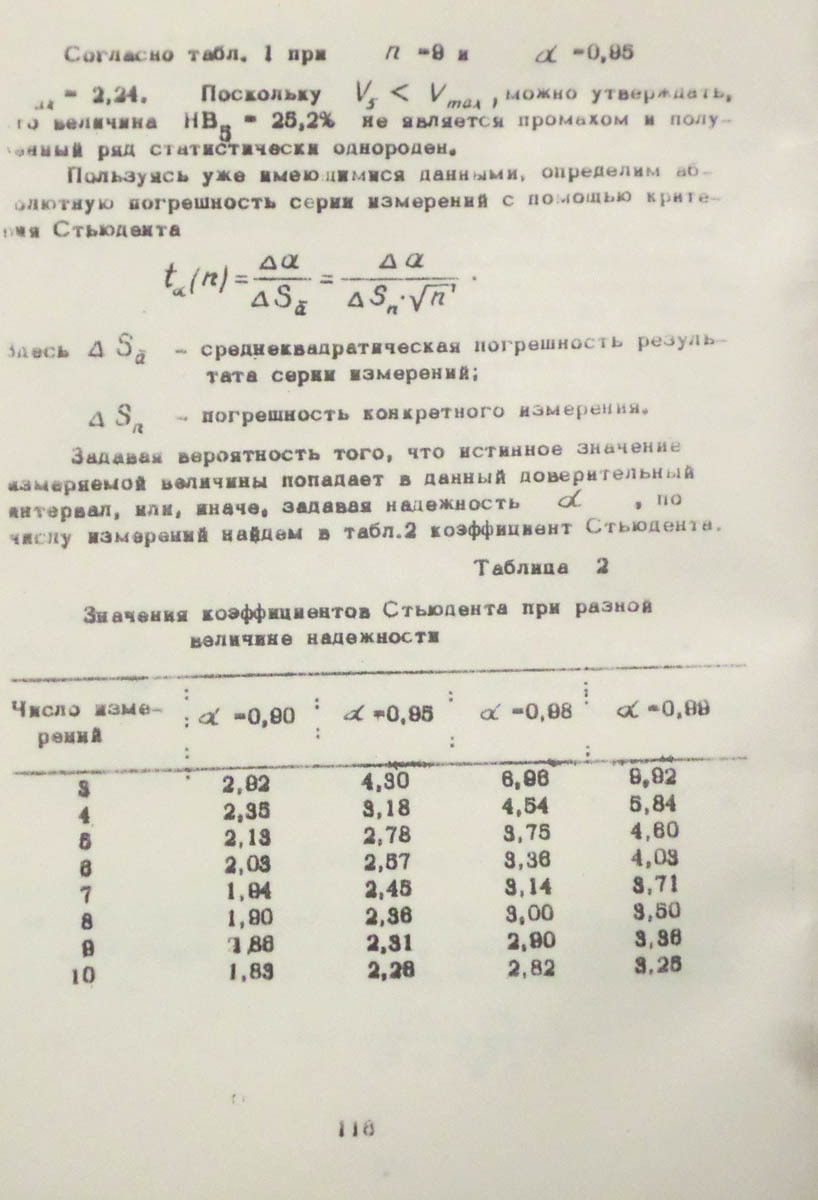 Согласно табл. 1 при n =9 и α =0,95
= 2,24. Поскольку V₅ < Vmax, можно утверждать,
величина НВ₅ = 25,2% не является промахом и полу-
ченный ряд статистически однороден.
Пользуясь уже имеющимися данными, определим аб-
солютную погрешность серии измерений с помощью крите-
рия Стьюдента
tα(n) = Δa / ΔSā = Δa / ΔSn·√n .
Здесь ΔSā - среднеквадратическая погрешность резуль-
тата серии измерений;
ΔSn - погрешность конкретного измерения.
Задавая вероятность того, что истинное значение
измеряемой величины попадает в данный доверительный
интервал, или, иначе, задавая надежность α , по
числу измерений найдем в табл.2 коэффициент Стьюдента.
Таблица 2
Значения коэффициентов Стьюдента при разной
величине надежности
Число изме- : α =0,90 : α =0,95 : α =0,98 : α =0,99
рений
3 2,92 4,30 6,96 9,92
4 2,35 3,18 4,54 5,84
5 2,13 2,78 3,75 4,60
6 2,03 2,57 3,36 4,03
7 1,94 2,45 3,14 3,71
8 1,90 2,36 3,00 3,50
9 1,86 2,31 2,90 3,36
10 1,83 2,26 2,82 3,25
116